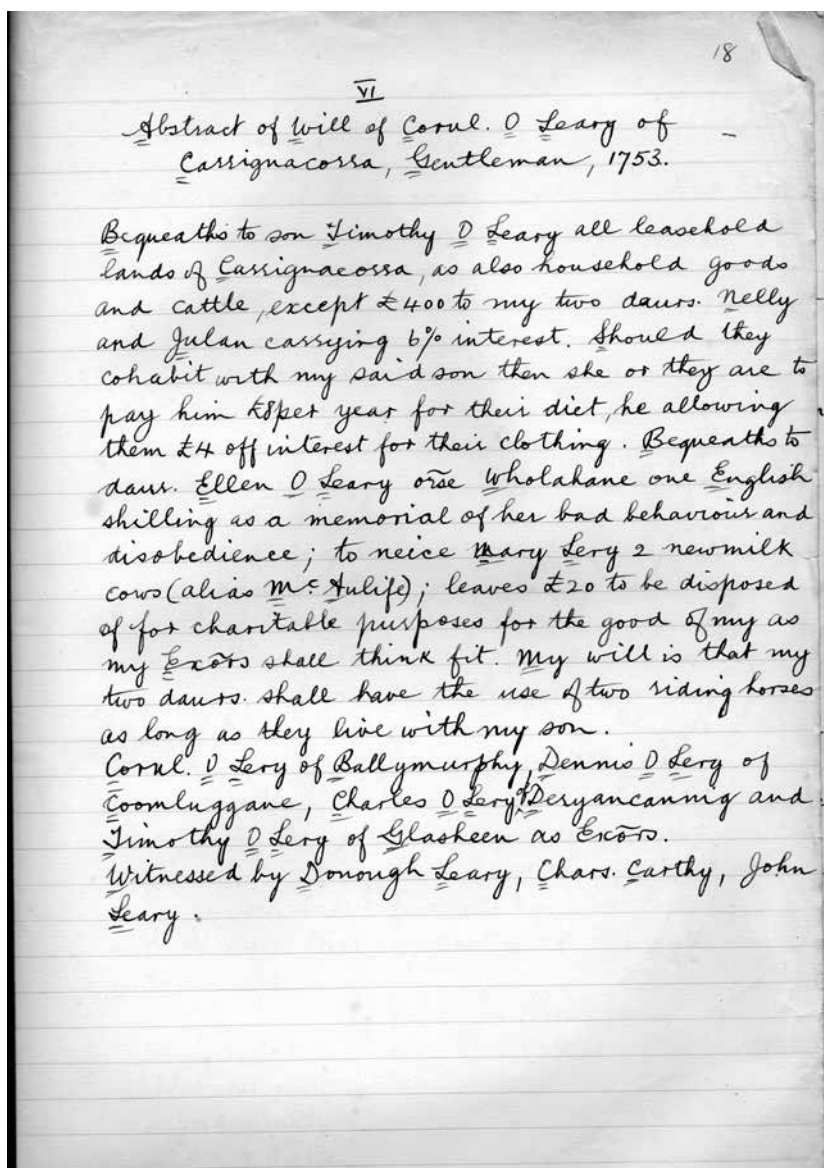 18
VI
Abstract of Will of Cornl. O Leary of
Cassignacossa, Gentleman, 1753.
Bequeaths to son Timothy O Leary all leasehold
lands of Cassignacossa, as also household goods
and cattle, except £400 to my two daurs. Nelly
and Julan carrying 6% interest. Should they
cohabit with my said son then she or they are to
pay him £8 per year for their diet, he allowing
them £4 off interest for their clothing. Bequeaths to
daur. Ellen O Leary orse Wholahane one English
shilling as a memorial of her bad behaviour and
disobedience; to neice Mary Lery 2 new milk
cows (alias Mc. Aulife); leaves £20 to be disposed
of for charitable purposes for the good of my as
my Exōrs shall think fit. My will is that my
two daurs. shall have the use of two riding horses
as long as they live with my son.
Cornl. O Lery of Ballymurphy, Dennis O Lery of
Coomluggane, Charles O Lery of Deryancannig and
Timothy O Lery of Glasheen as Exōrs.
Witnessed by Donough Leary, Chars. Carthy, John
Leary.